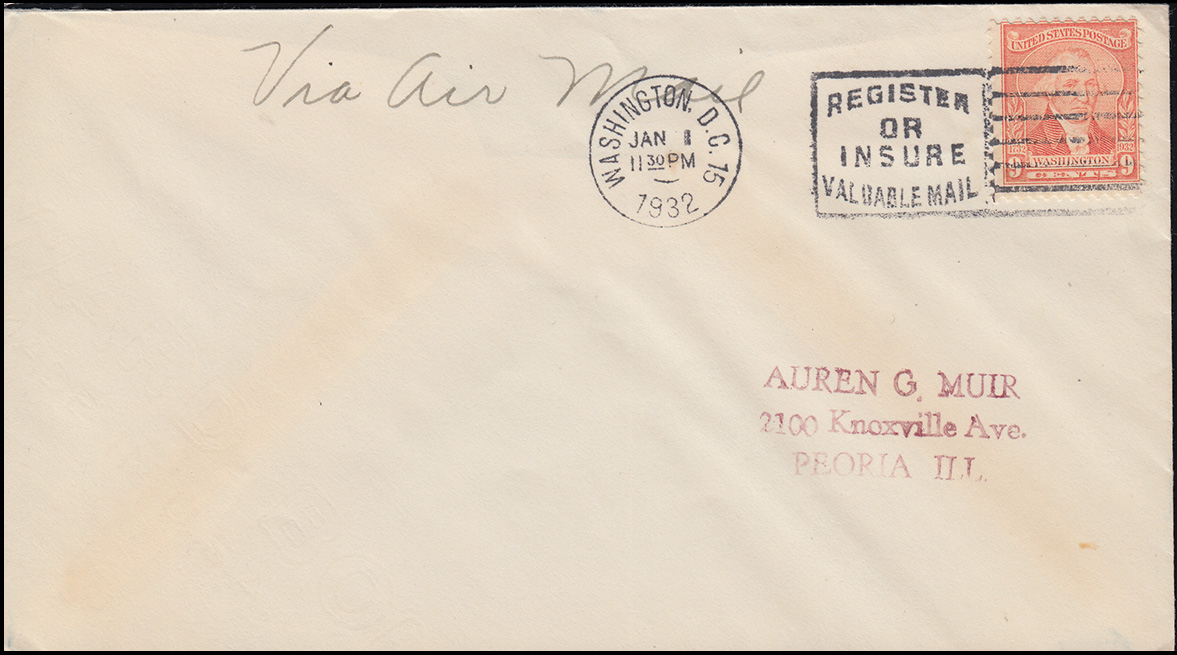 Via Air Mail
WASHINGTON, D.C. 15
JAN 1
11 30 PM
1932
REGISTER
OR
INSURE
VALUABLE MAIL
UNITED STATES POSTAGE
1732 1932
WASHINGTON
9 9
AUREN G. MUIR
2100 Knoxville Ave.
PEORIA ILL.